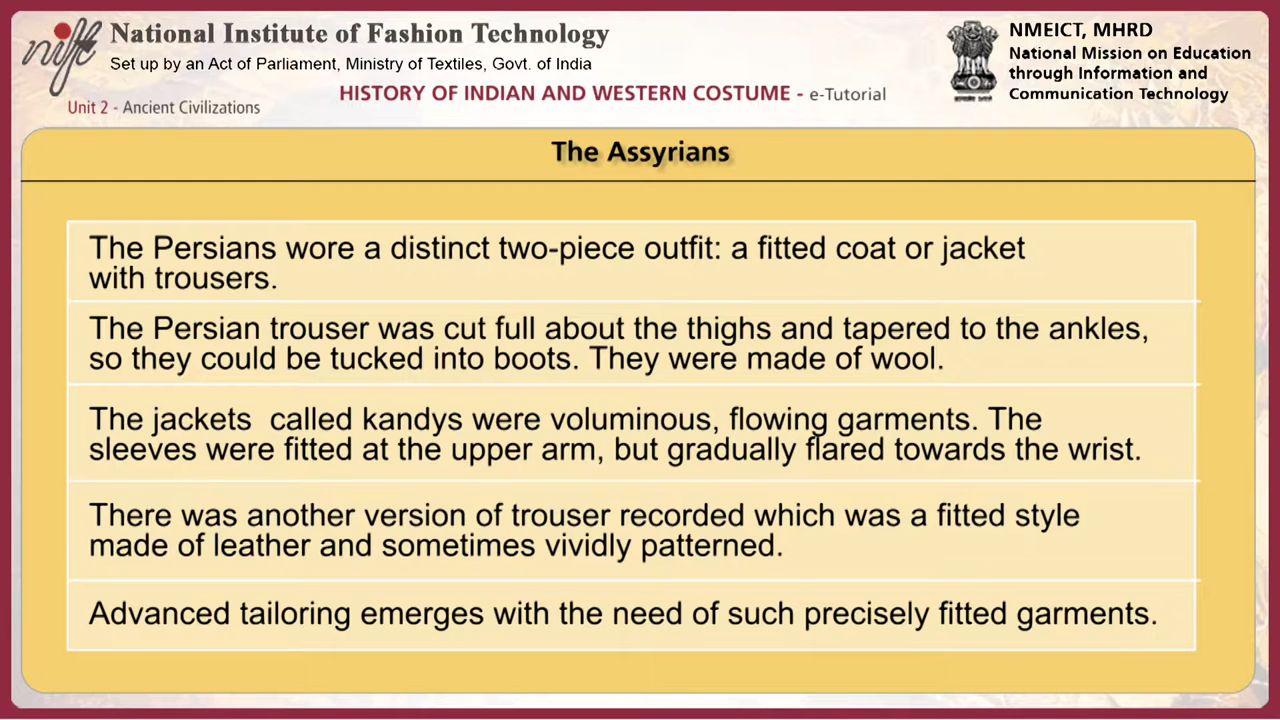 nift
National Institute of Fashion Technology
Set up by an Act of Parliament, Ministry of Textiles, Govt. of India
Unit 2 - Ancient Civilizations
HISTORY OF INDIAN AND WESTERN COSTUME - e-Tutorial
NMEICT, MHRD
National Mission on Education
through Information and
Communication Technology
The Assyrians
The Persians wore a distinct two-piece outfit: a fitted coat or jacket
with trousers.
The Persian trouser was cut full about the thighs and tapered to the ankles,
so they could be tucked into boots. They were made of wool.
The jackets called kandys were voluminous, flowing garments. The
sleeves were fitted at the upper arm, but gradually flared towards the wrist.
There was another version of trouser recorded which was a fitted style
made of leather and sometimes vividly patterned.
Advanced tailoring emerges with the need of such precisely fitted garments.